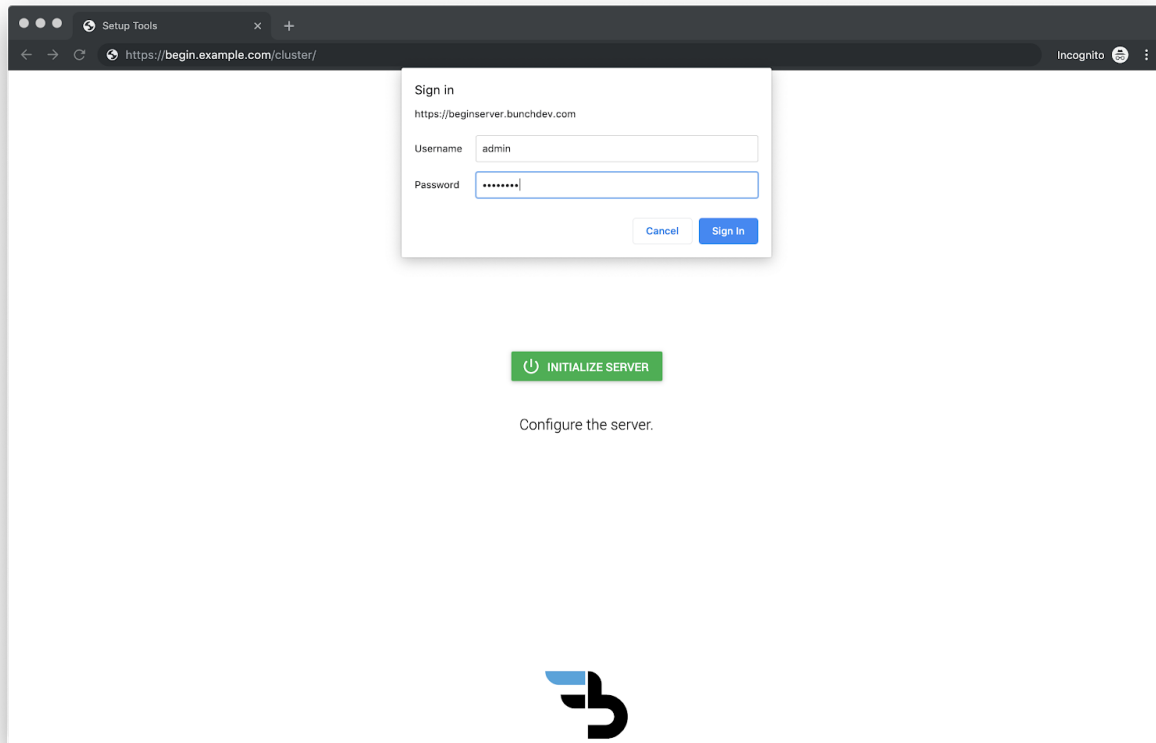 Setup Tools
https://begin.example.com/cluster/
Incognito
Sign in
https://beginserver.bunchdev.com
Username admin
Password ••••••••
Cancel Sign In
INITIALIZE SERVER
Configure the server.